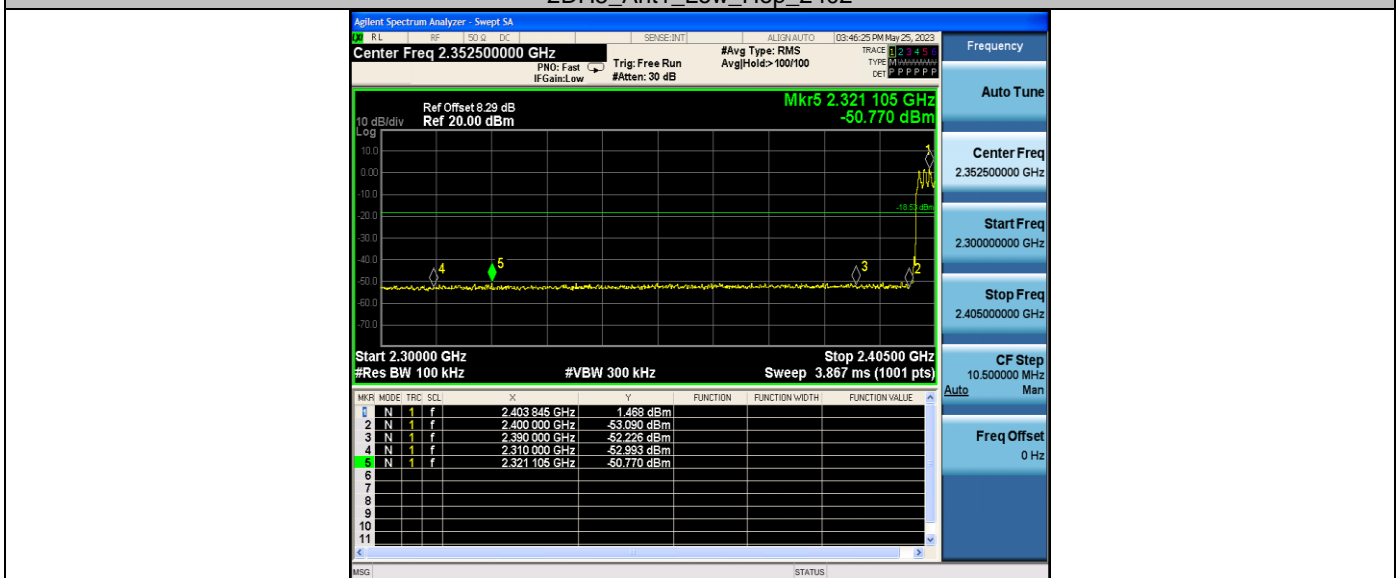 2DH5_Ant1_Low_Hop_2402
Agilent Spectrum Analyzer - Swept SA
RL RF 50 Ω DC SENSE:INT ALIGN AUTO 03:46:25 PM May 25, 2023
Center Freq 2.352500000 GHz
PNO: Fast
IFGain:Low
Trig: Free Run
#Atten: 30 dB
#Avg Type: RMS
Avg|Hold:>100/100
TRACE 1 2 3 4 5 6
TYPE M
DET P P P P P P
Mkr5 2.321 105 GHz
-50.770 dBm
Ref Offset 8.29 dB
10 dB/div Ref 20.00 dBm
Log
10.0
0.00
-10.0
-20.0
-30.0
-40.0
-50.0
-60.0
-70.0
-18.53 dBm
1
2
3
4
5
Start 2.30000 GHz Stop 2.40500 GHz
#Res BW 100 kHz #VBW 300 kHz Sweep 3.867 ms (1001 pts)
MKR MODE TRC SCL X Y FUNCTION FUNCTION WIDTH FUNCTION VALUE
1 N 1 f 2.403 845 GHz 1.468 dBm
2 N 1 f 2.400 000 GHz -53.090 dBm
3 N 1 f 2.390 000 GHz -52.226 dBm
4 N 1 f 2.310 000 GHz -52.993 dBm
5 N 1 f 2.321 105 GHz -50.770 dBm
6
7
8
9
10
11
MSG STATUS
Frequency
Auto Tune
Center Freq
2.352500000 GHz
Start Freq
2.300000000 GHz
Stop Freq
2.405000000 GHz
CF Step
10.500000 MHz
Auto Man
Freq Offset
0 Hz